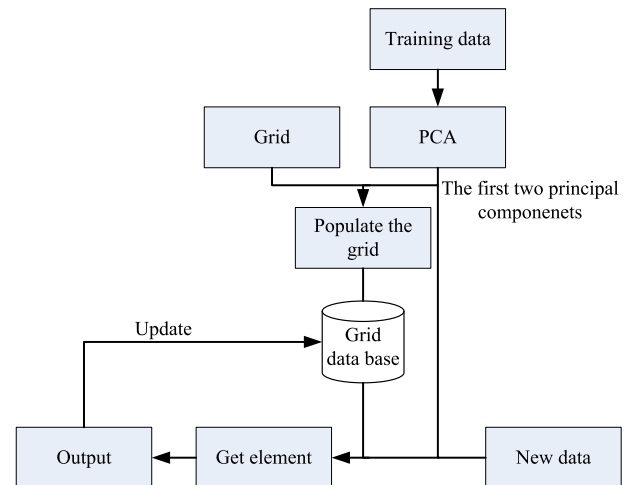 Training data
Grid
PCA
The first two principal
componenets
Populate the
grid
Grid
data base
Update
Output
Get element
New data